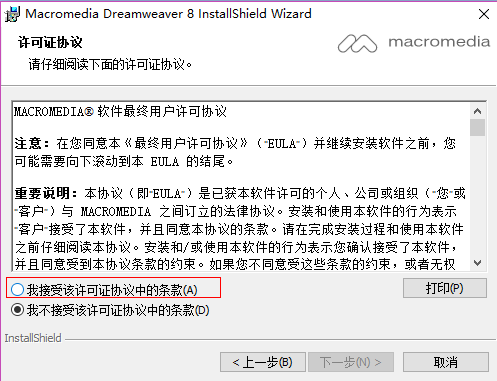 Macromedia Dreamweaver 8 InstallShield Wizard
许可证协议
请仔细阅读下面的许可证协议。
macromedia
MACROMEDIA® 软件最终用户许可协议
注意：在您同意本《最终用户许可协议》（“EULA”）并继续安装软件之前，您
可能需要向下滚动到本 EULA 的结尾。
重要说明：本协议（即“EULA”）是已获本软件许可的个人、公司或组织（“您”或
“客户”）与 MACROMEDIA 之间订立的法律协议。安装和使用本软件的行为表示
“客户”接受了本软件，并且同意本协议的条款。请在完成安装过程和使用本软件
之前仔细阅读本协议。安装和/或使用本软件的行为表示您确认接受了本软件，
并且同意受到本协议条款的约束。如果您不同意受这些条款的约束，或者无权
我接受该许可证协议中的条款(A)
打印(P)
我不接受该许可证协议中的条款(D)
InstallShield
< 上一步(B)
下一步(N) >
取消